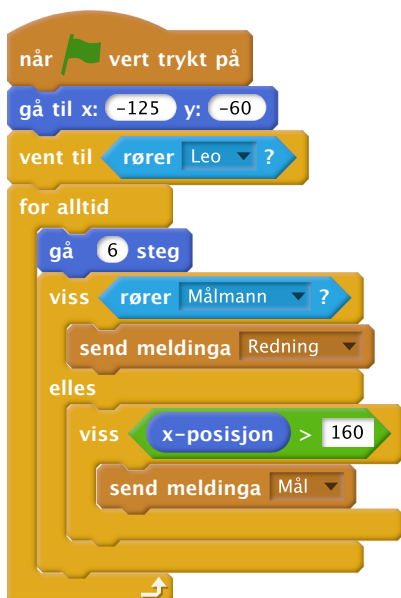 når vert trykt på
gå til x: -125 y: -60
vent til rører Leo ?
for alltid
gå 6 steg
viss rører Målmann ?
send meldinga Redning
elles
viss x-posisjon > 160
send meldinga Mål